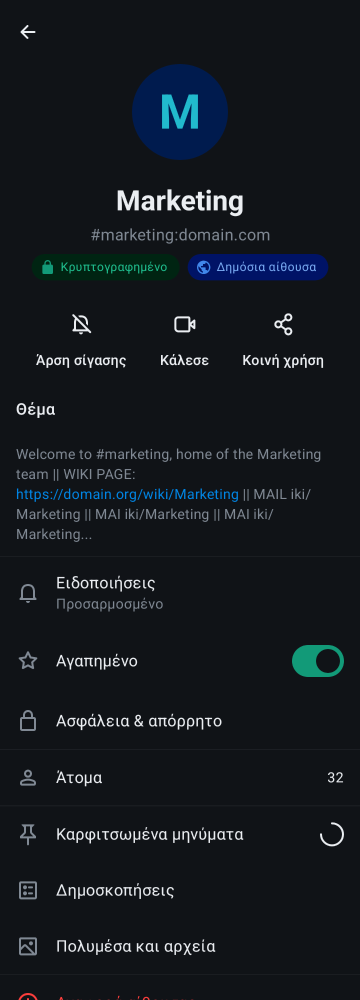 M
Marketing
#marketing:domain.com
Κρυπτογραφημένο Δημόσια αίθουσα
Άρση σίγασης Κάλεσε Κοινή χρήση
Θέμα
Welcome to #marketing, home of the Marketing
team || WIKI PAGE:
https://domain.org/wiki/Marketing || MAIL iki/
Marketing || MAI iki/Marketing || MAI iki/
Marketing...
Ειδοποιήσεις
Προσαρμοσμένο
Αγαπημένο
Ασφάλεια & απόρρητο
Άτομα 32
Καρφιτσωμένα μηνύματα
Δημοσκοπήσεις
Πολυμέσα και αρχεία